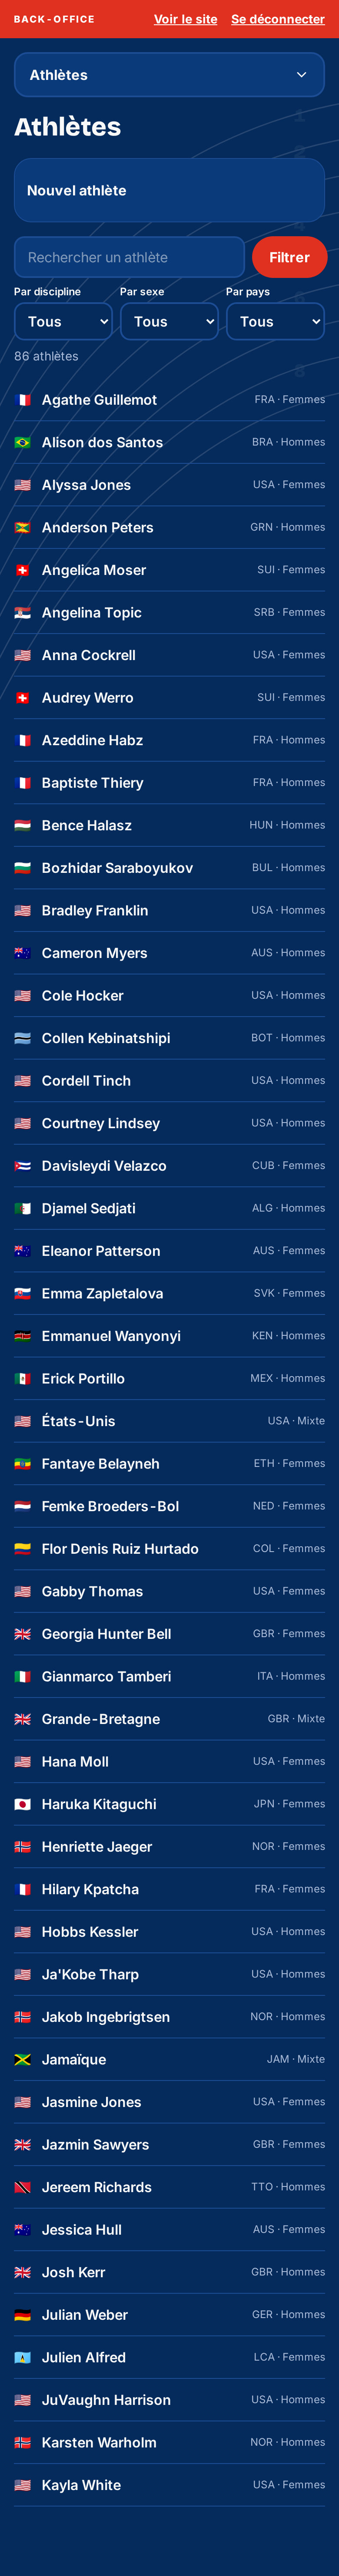 BACK-OFFICE Voir le site Se déconnecter
Athlètes
Athlètes
Nouvel athlète
Rechercher un athlète Filtrer
Par discipline Par sexe Par pays
Tous Tous Tous
86 athlètes
Agathe Guillemot FRA · Femmes
Alison dos Santos BRA · Hommes
Alyssa Jones USA · Femmes
Anderson Peters GRN · Hommes
Angelica Moser SUI · Femmes
Angelina Topic SRB · Femmes
Anna Cockrell USA · Femmes
Audrey Werro SUI · Femmes
Azeddine Habz FRA · Hommes
Baptiste Thiery FRA · Hommes
Bence Halasz HUN · Hommes
Bozhidar Saraboyukov BUL · Hommes
Bradley Franklin USA · Hommes
Cameron Myers AUS · Hommes
Cole Hocker USA · Hommes
Collen Kebinatshipi BOT · Hommes
Cordell Tinch USA · Hommes
Courtney Lindsey USA · Hommes
Davisleydi Velazco CUB · Femmes
Djamel Sedjati ALG · Hommes
Eleanor Patterson AUS · Femmes
Emma Zapletalova SVK · Femmes
Emmanuel Wanyonyi KEN · Hommes
Erick Portillo MEX · Hommes
États-Unis USA · Mixte
Fantaye Belayneh ETH · Femmes
Femke Broeders-Bol NED · Femmes
Flor Denis Ruiz Hurtado COL · Femmes
Gabby Thomas USA · Femmes
Georgia Hunter Bell GBR · Femmes
Gianmarco Tamberi ITA · Hommes
Grande-Bretagne GBR · Mixte
Hana Moll USA · Femmes
Haruka Kitaguchi JPN · Femmes
Henriette Jaeger NOR · Femmes
Hilary Kpatcha FRA · Femmes
Hobbs Kessler USA · Hommes
Ja'Kobe Tharp USA · Hommes
Jakob Ingebrigtsen NOR · Hommes
Jamaïque JAM · Mixte
Jasmine Jones USA · Femmes
Jazmin Sawyers GBR · Femmes
Jereem Richards TTO · Hommes
Jessica Hull AUS · Femmes
Josh Kerr GBR · Hommes
Julian Weber GER · Hommes
Julien Alfred LCA · Femmes
JuVaughn Harrison USA · Hommes
Karsten Warholm NOR · Hommes
Kayla White USA · Femmes